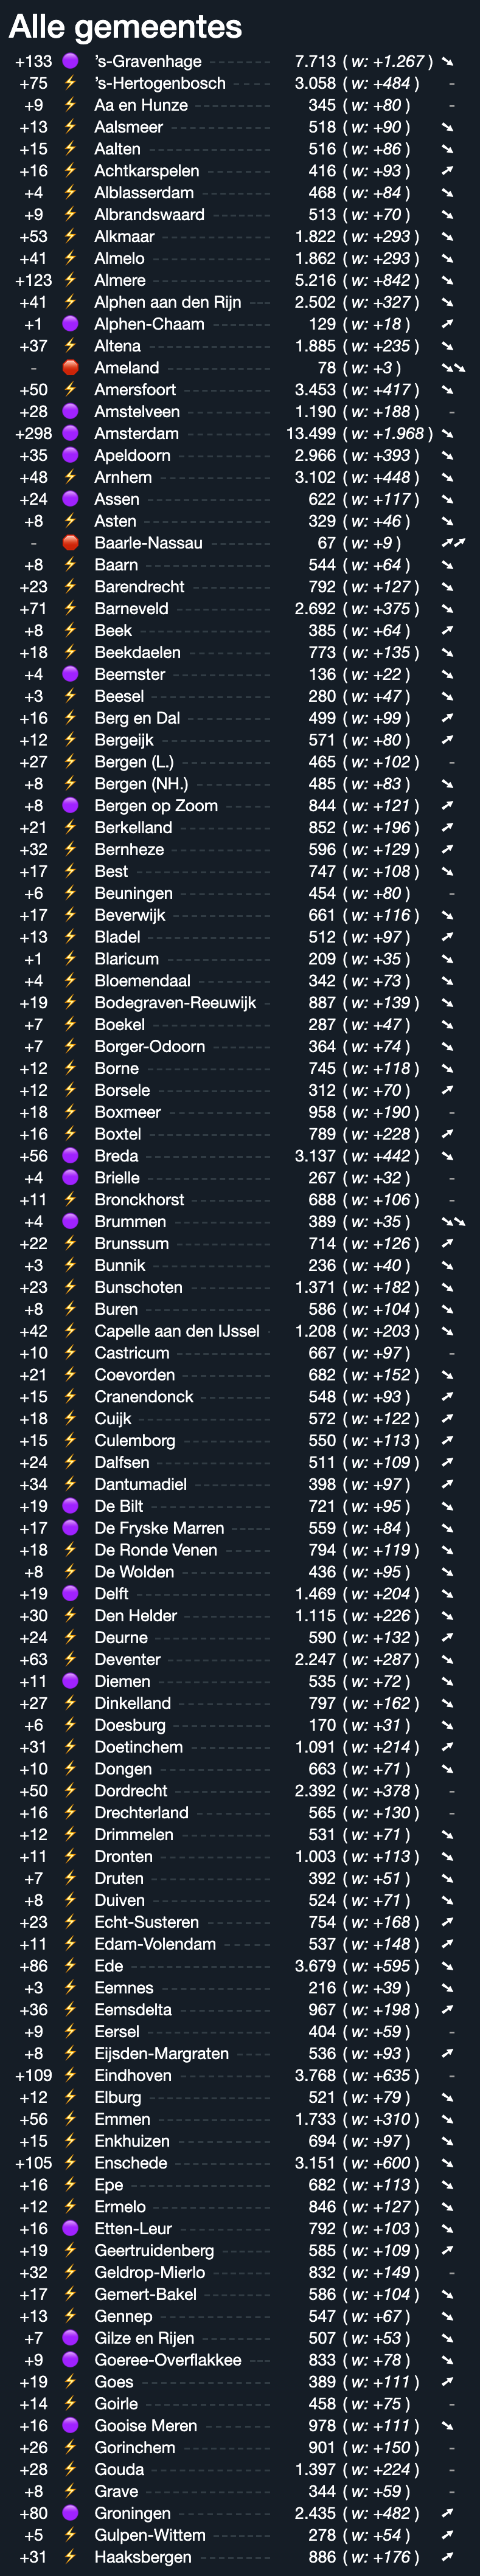 Alle gemeentes
+133 's-Gravenhage 7.713 ( w: +1.267 )
+75 's-Hertogenbosch 3.058 ( w: +484 ) -
+9 Aa en Hunze 345 ( w: +80 ) -
+13 Aalsmeer 518 ( w: +90 )
+15 Aalten 516 ( w: +86 )
+16 Achtkarspelen 416 ( w: +93 )
+4 Alblasserdam 468 ( w: +84 )
+9 Albrandswaard 513 ( w: +70 )
+53 Alkmaar 1.822 ( w: +293 )
+41 Almelo 1.862 ( w: +293 )
+123 Almere 5.216 ( w: +842 )
+41 Alphen aan den Rijn 2.502 ( w: +327 )
+1 Alphen-Chaam 129 ( w: +18 )
+37 Altena 1.885 ( w: +235 )
- Ameland 78 ( w: +3 )
+50 Amersfoort 3.453 ( w: +417 )
+28 Amstelveen 1.190 ( w: +188 ) -
+298 Amsterdam 13.499 ( w: +1.968 )
+35 Apeldoorn 2.966 ( w: +393 )
+48 Arnhem 3.102 ( w: +448 )
+24 Assen 622 ( w: +117 )
+8 Asten 329 ( w: +46 )
- Baarle-Nassau 67 ( w: +9 )
+8 Baarn 544 ( w: +64 )
+23 Barendrecht 792 ( w: +127 )
+71 Barneveld 2.692 ( w: +375 )
+8 Beek 385 ( w: +64 )
+18 Beekdaelen 773 ( w: +135 )
+4 Beemster 136 ( w: +22 )
+3 Beesel 280 ( w: +47 )
+16 Berg en Dal 499 ( w: +99 )
+12 Bergeijk 571 ( w: +80 )
+27 Bergen (L.) 465 ( w: +102 ) -
+8 Bergen (NH.) 485 ( w: +83 )
+8 Bergen op Zoom 844 ( w: +121 )
+21 Berkelland 852 ( w: +196 )
+32 Bernheze 596 ( w: +129 )
+17 Best 747 ( w: +108 )
+6 Beuningen 454 ( w: +80 ) -
+17 Beverwijk 661 ( w: +116 )
+13 Bladel 512 ( w: +97 )
+1 Blaricum 209 ( w: +35 )
+4 Bloemendaal 342 ( w: +73 )
+19 Bodegraven-Reeuwijk 887 ( w: +139 )
+7 Boekel 287 ( w: +47 )
+7 Borger-Odoorn 364 ( w: +74 )
+12 Borne 745 ( w: +118 )
+12 Borsele 312 ( w: +70 )
+18 Boxmeer 958 ( w: +190 ) -
+16 Boxtel 789 ( w: +228 )
+56 Breda 3.137 ( w: +442 )
+4 Brielle 267 ( w: +32 ) -
+11 Bronckhorst 688 ( w: +106 ) -
+4 Brummen 389 ( w: +35 )
+22 Brunssum 714 ( w: +126 )
+3 Bunnik 236 ( w: +40 )
+23 Bunschoten 1.371 ( w: +182 )
+8 Buren 586 ( w: +104 )
+42 Capelle aan den IJssel 1.208 ( w: +203 )
+10 Castricum 667 ( w: +97 ) -
+21 Coevorden 682 ( w: +152 )
+15 Cranendonck 548 ( w: +93 )
+18 Cuijk 572 ( w: +122 )
+15 Culemborg 550 ( w: +113 )
+24 Dalfsen 511 ( w: +109 )
+34 Dantumadiel 398 ( w: +97 )
+19 De Bilt 721 ( w: +95 )
+17 De Fryske Marren 559 ( w: +84 )
+18 De Ronde Venen 794 ( w: +119 )
+8 De Wolden 436 ( w: +95 )
+19 Delft 1.469 ( w: +204 )
+30 Den Helder 1.115 ( w: +226 )
+24 Deurne 590 ( w: +132 )
+63 Deventer 2.247 ( w: +287 )
+11 Diemen 535 ( w: +72 )
+27 Dinkelland 797 ( w: +162 )
+6 Doesburg 170 ( w: +31 )
+31 Doetinchem 1.091 ( w: +214 )
+10 Dongen 663 ( w: +71 )
+50 Dordrecht 2.392 ( w: +378 ) -
+16 Drechterland 565 ( w: +130 ) -
+12 Drimmelen 531 ( w: +71 )
+11 Dronten 1.003 ( w: +113 )
+7 Druten 392 ( w: +51 )
+8 Duiven 524 ( w: +71 )
+23 Echt-Susteren 754 ( w: +168 )
+11 Edam-Volendam 537 ( w: +148 )
+86 Ede 3.679 ( w: +595 )
+3 Eemnes 216 ( w: +39 )
+36 Eemsdelta 967 ( w: +198 )
+9 Eersel 404 ( w: +59 ) -
+8 Eijsden-Margraten 536 ( w: +93 )
+109 Eindhoven 3.768 ( w: +635 ) -
+12 Elburg 521 ( w: +79 )
+56 Emmen 1.733 ( w: +310 )
+15 Enkhuizen 694 ( w: +97 )
+105 Enschede 3.151 ( w: +600 )
+16 Epe 682 ( w: +113 )
+12 Ermelo 846 ( w: +127 )
+16 Etten-Leur 792 ( w: +103 )
+19 Geertruidenberg 585 ( w: +109 )
+32 Geldrop-Mierlo 832 ( w: +149 ) -
+17 Gemert-Bakel 586 ( w: +104 )
+13 Gennep 547 ( w: +67 )
+7 Gilze en Rijen 507 ( w: +53 )
+9 Goeree-Overflakkee 833 ( w: +78 )
+19 Goes 389 ( w: +111 )
+14 Goirle 458 ( w: +75 ) -
+16 Gooise Meren 978 ( w: +111 )
+26 Gorinchem 901 ( w: +150 ) -
+28 Gouda 1.397 ( w: +224 ) -
+8 Grave 344 ( w: +59 ) -
+80 Groningen 2.435 ( w: +482 )
+5 Gulpen-Wittem 278 ( w: +54 )
+31 Haaksbergen 886 ( w: +176 )